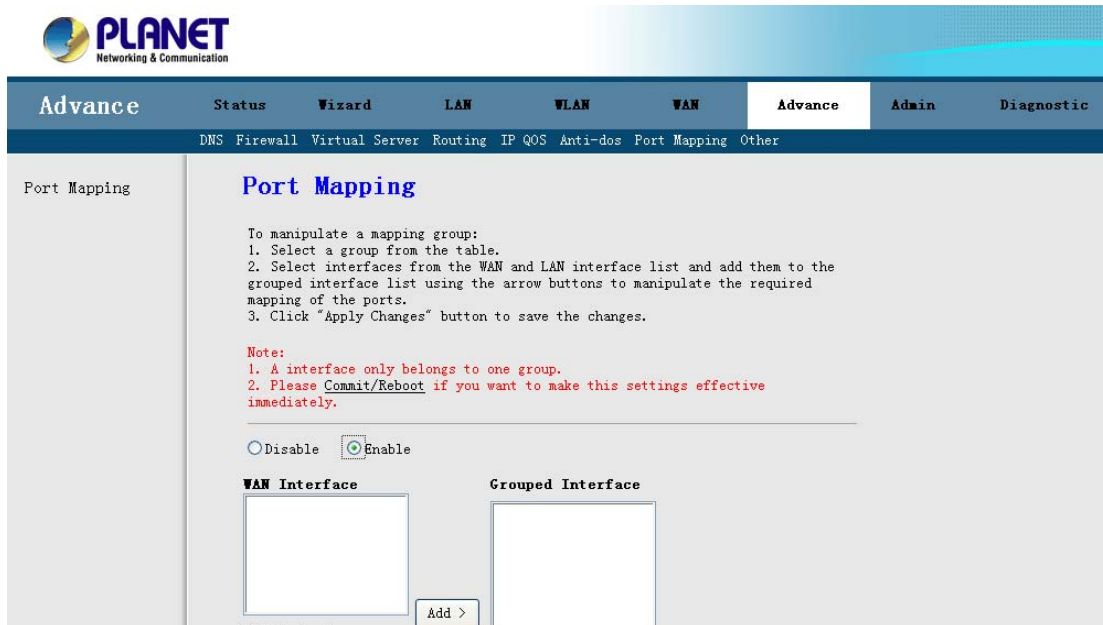 PLANET
Networking & Communication
Advance
Status Wizard LAN WLAN WAN Advance Admin Diagnostic
DNS Firewall Virtual Server Routing IP QOS Anti-dos Port Mapping Other
Port Mapping
Port Mapping
To manipulate a mapping group:
1. Select a group from the table.
2. Select interfaces from the WAN and LAN interface list and add them to the
grouped interface list using the arrow buttons to manipulate the required
mapping of the ports.
3. Click "Apply Changes" button to save the changes.
Note:
1. A interface only belongs to one group.
2. Please Commit/Reboot if you want to make this settings effective
immediately.
Disable Enable
WAN Interface Grouped Interface
Add >